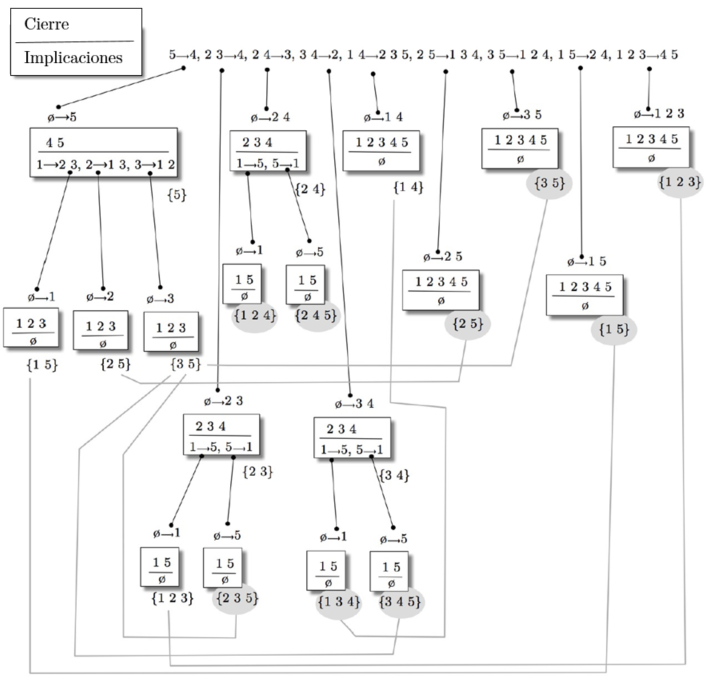 Cierre
Implicaciones
5→4, 2 3→4, 2 4→3, 3 4→2, 1 4→2 3 5, 2 5→1 3 4, 3 5→1 2 4, 1 5→2 4, 1 2 3→4 5
ø→5
ø→2 4
ø→1 4
ø→3 5
ø→1 2 3
4 5
1→2 3, 2→1 3, 3→1 2
{5}
2 3 4
1→5, 5→1
{2 4}
1 2 3 4 5
ø
{1 4}
1 2 3 4 5
ø
{3 5}
1 2 3 4 5
ø
{1 2 3}
ø→1
ø→5
ø→2 5
ø→1 5
1 5
ø
{1 2 4}
1 5
ø
{2 4 5}
1 2 3 4 5
ø
{2 5}
1 2 3 4 5
ø
{1 5}
ø→1
ø→2
ø→3
1 2 3
ø
{1 5}
1 2 3
ø
{2 5}
1 2 3
ø
{3 5}
ø→2 3
ø→3 4
2 3 4
1→5, 5→1
{2 3}
2 3 4
1→5, 5→1
{3 4}
ø→1
ø→5
ø→1
ø→5
1 5
ø
{1 2 3}
1 5
ø
{2 3 5}
1 5
ø
{1 3 4}
1 5
ø
{3 4 5}